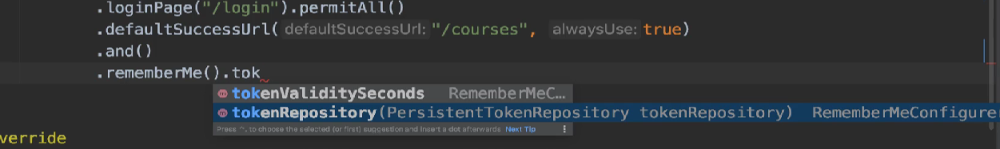 .loginPage("/login").permitAll()
.defaultSuccessUrl( defaultSuccessUrl: "/courses", alwaysUse: true)
.and()
.rememberMe().tok
m tokenValiditySeconds RememberMeC…
m tokenRepository(PersistentTokenRepository tokenRepository) RememberMeConfigure
Press ^. to choose the selected (or first) suggestion and insert a dot afterwards Next Tip
verride